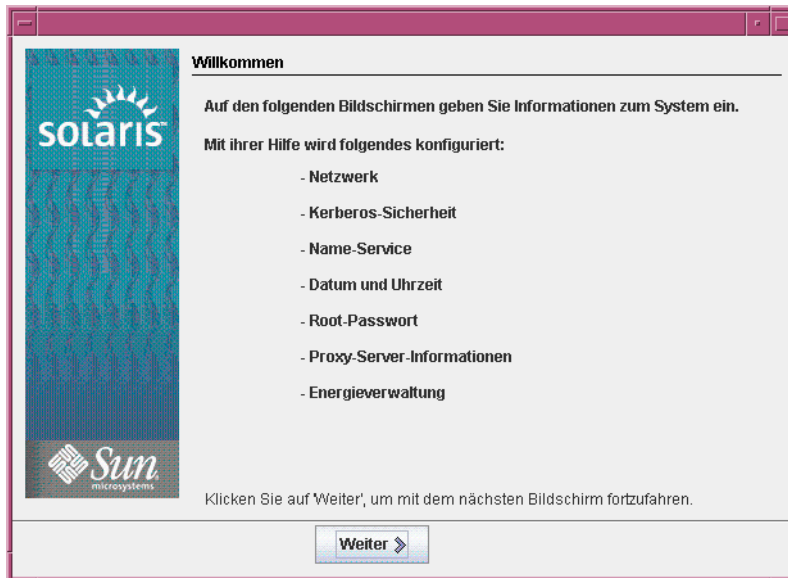 Willkommen
Auf den folgenden Bildschirmen geben Sie Informationen zum System ein.
Mit ihrer Hilfe wird folgendes konfiguriert:
- Netzwerk
- Kerberos-Sicherheit
- Name-Service
- Datum und Uhrzeit
- Root-Passwort
- Proxy-Server-Informationen
- Energieverwaltung
Klicken Sie auf 'Weiter', um mit dem nächsten Bildschirm fortzufahren.
Weiter
solaris
Sun
microsystems